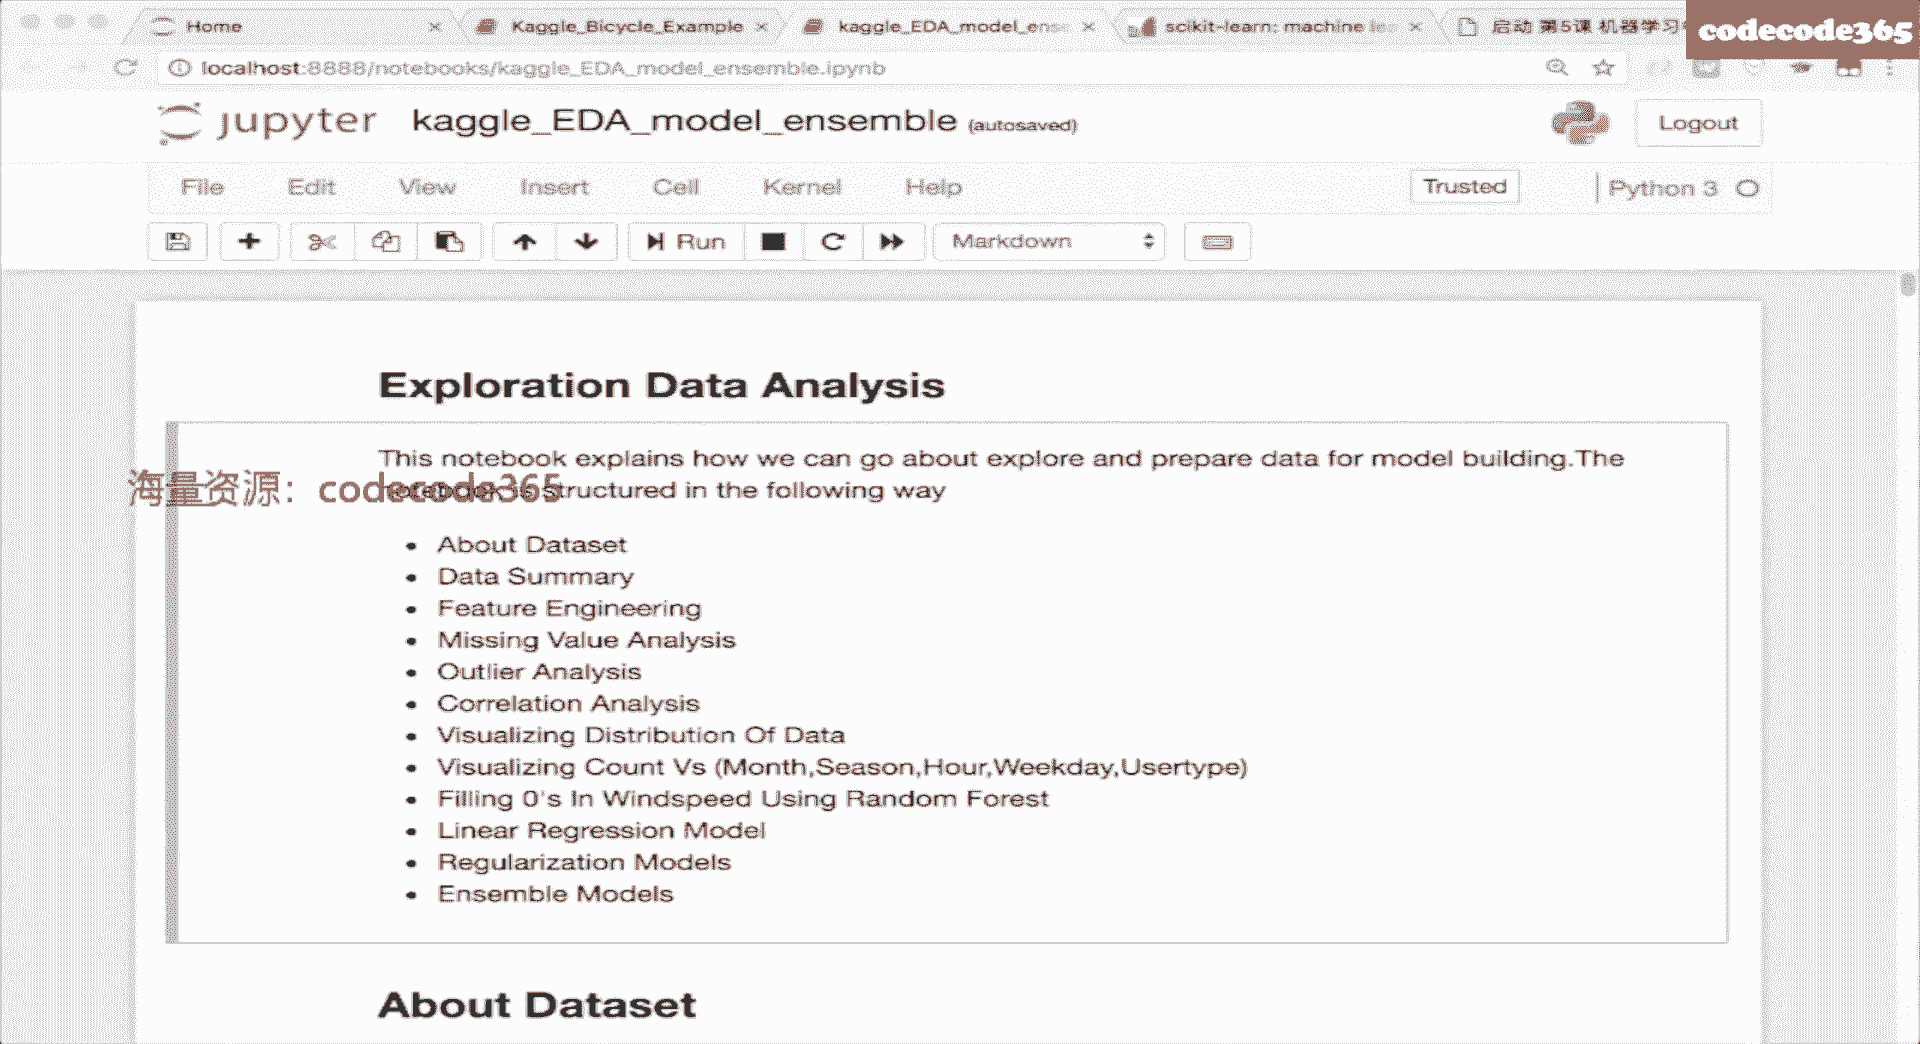 Home
Kaggle_Bicycle_Example
kaggle_EDA_model_ense
scikit-learn: machine lea
启动 第5课 机器学习
codecode365
localhost:8888/notebooks/kaggle_EDA_model_ensemble.ipynb
jupyter
kaggle_EDA_model_ensemble (autosaved)
Logout
File Edit View Insert Cell Kernel Help
Trusted
Python 3
Run
Markdown
Exploration Data Analysis
This notebook explains how we can go about explore and prepare data for model building.The
notebook is structured in the following way
海量资源：codecode365
• About Dataset
• Data Summary
• Feature Engineering
• Missing Value Analysis
• Outlier Analysis
• Correlation Analysis
• Visualizing Distribution Of Data
• Visualizing Count Vs (Month,Season,Hour,Weekday,Usertype)
• Filling 0's In Windspeed Using Random Forest
• Linear Regression Model
• Regularization Models
• Ensemble Models
About Dataset